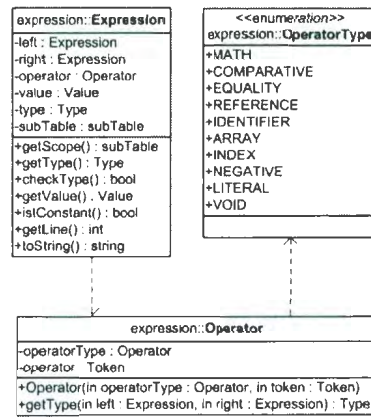 expression::Expression
-left : Expression
-right : Expression
-operator : Operator
-value : Value
-type : Type
-subTable : subTable
+getScope() : subTable
+getType() : Type
+checkType() : bool
+getValue() . Value
+istConstant() : bool
+getLine() : int
+toString() : string
<<enumeration>>
expression::OperatorType
+MATH
+COMPARATIVE
+EQUALITY
+REFERENCE
+IDENTIFIER
+ARRAY
+INDEX
+NEGATIVE
+LITERAL
+VOID
expression::Operator
-operatorType : Operator
-operator Token
+Operator(in operatorType : Operator, in token : Token)
+getType(in left : Expression, in right : Expression) : Type